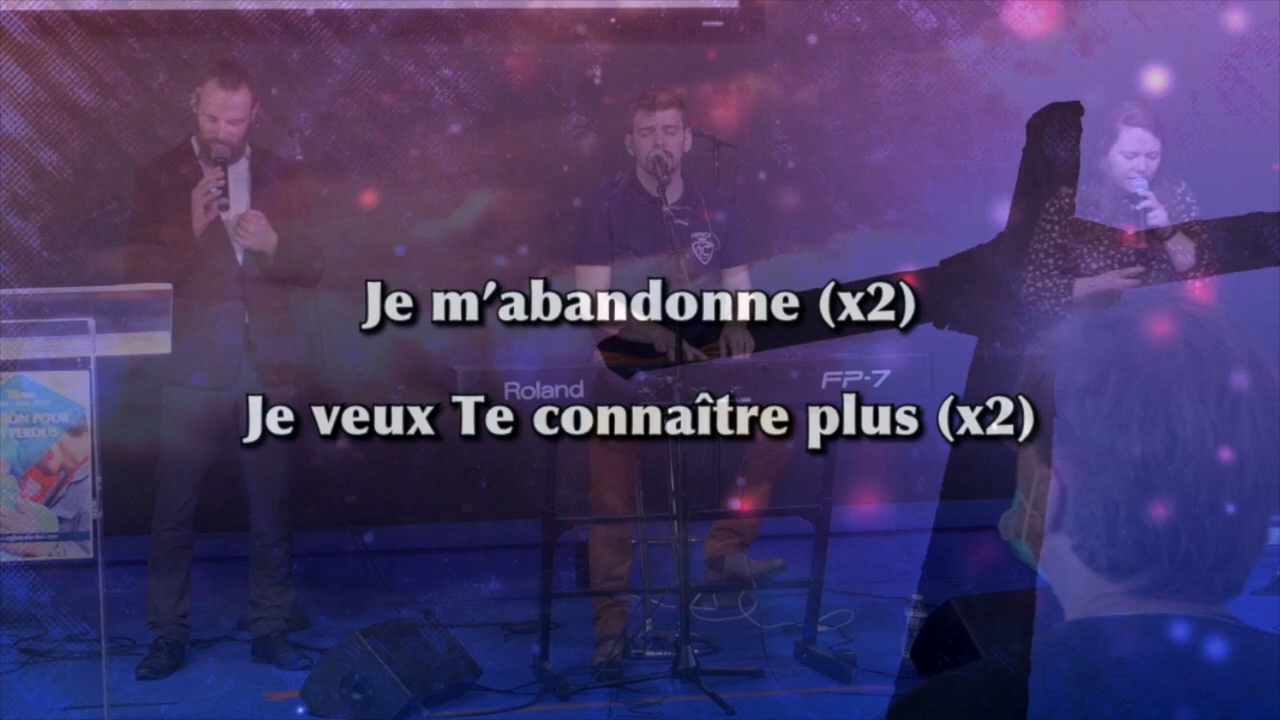 Je m’abandonne (x2)
Je veux Te connaître plus (x2)
Roland
FP-7